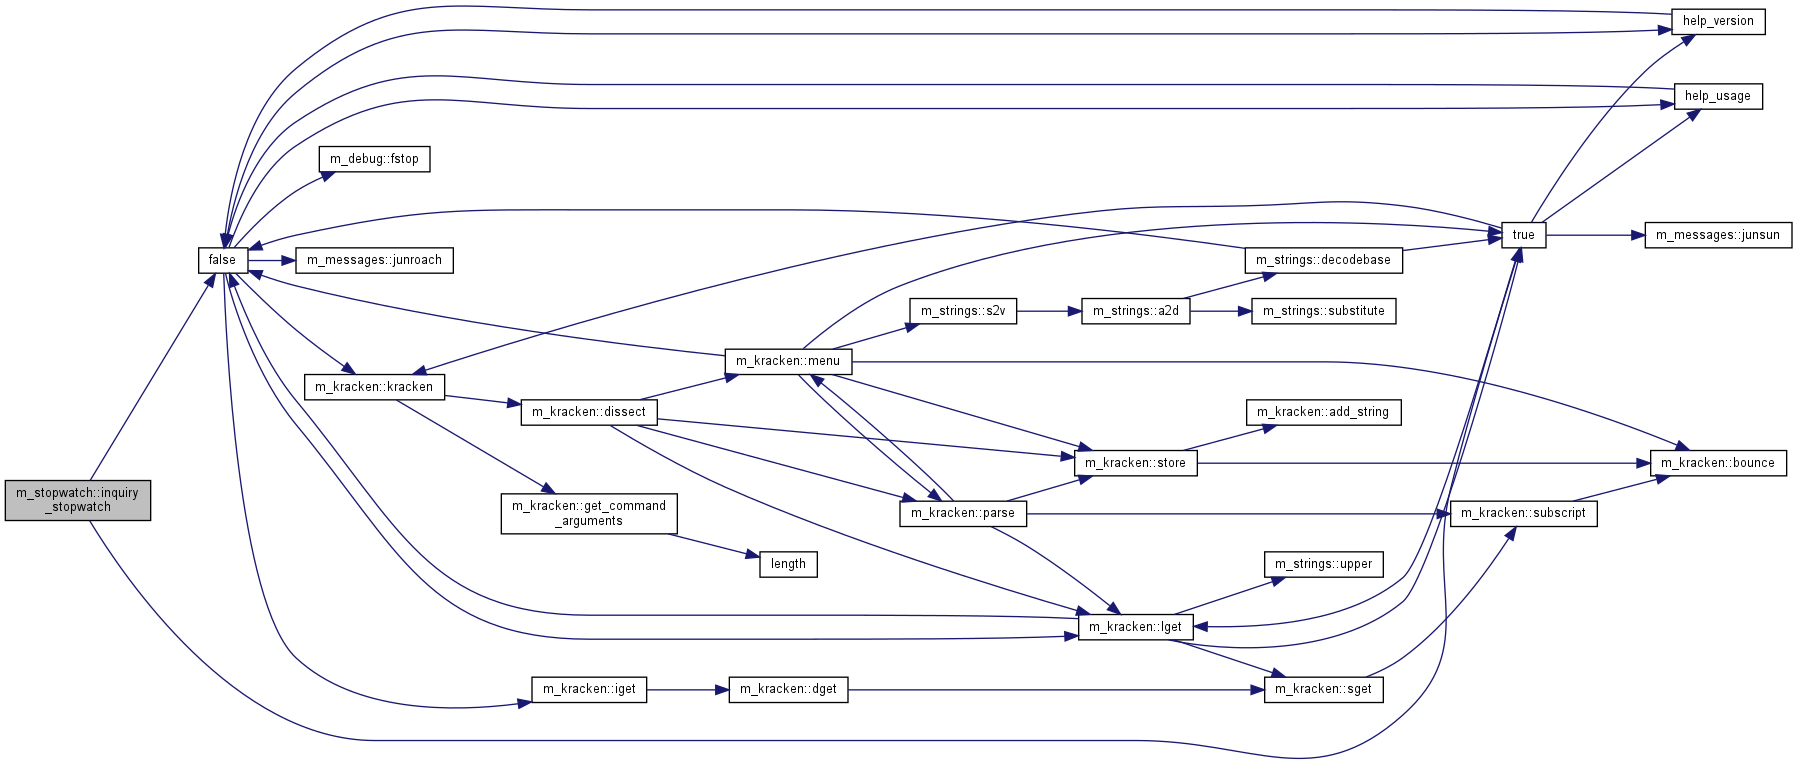 help_version
help_usage
m_debug::fstop
true
m_messages::junsun
false
m_messages::junroach
m_strings::decodebase
m_strings::s2v
m_strings::a2d
m_strings::substitute
m_kracken::menu
m_kracken::kracken
m_kracken::dissect
m_kracken::add_string
m_kracken::store
m_kracken::bounce
m_stopwatch::inquiry
_stopwatch
m_kracken::get_command
_arguments
m_kracken::parse
m_kracken::subscript
length
m_strings::upper
m_kracken::lget
m_kracken::iget
m_kracken::dget
m_kracken::sget